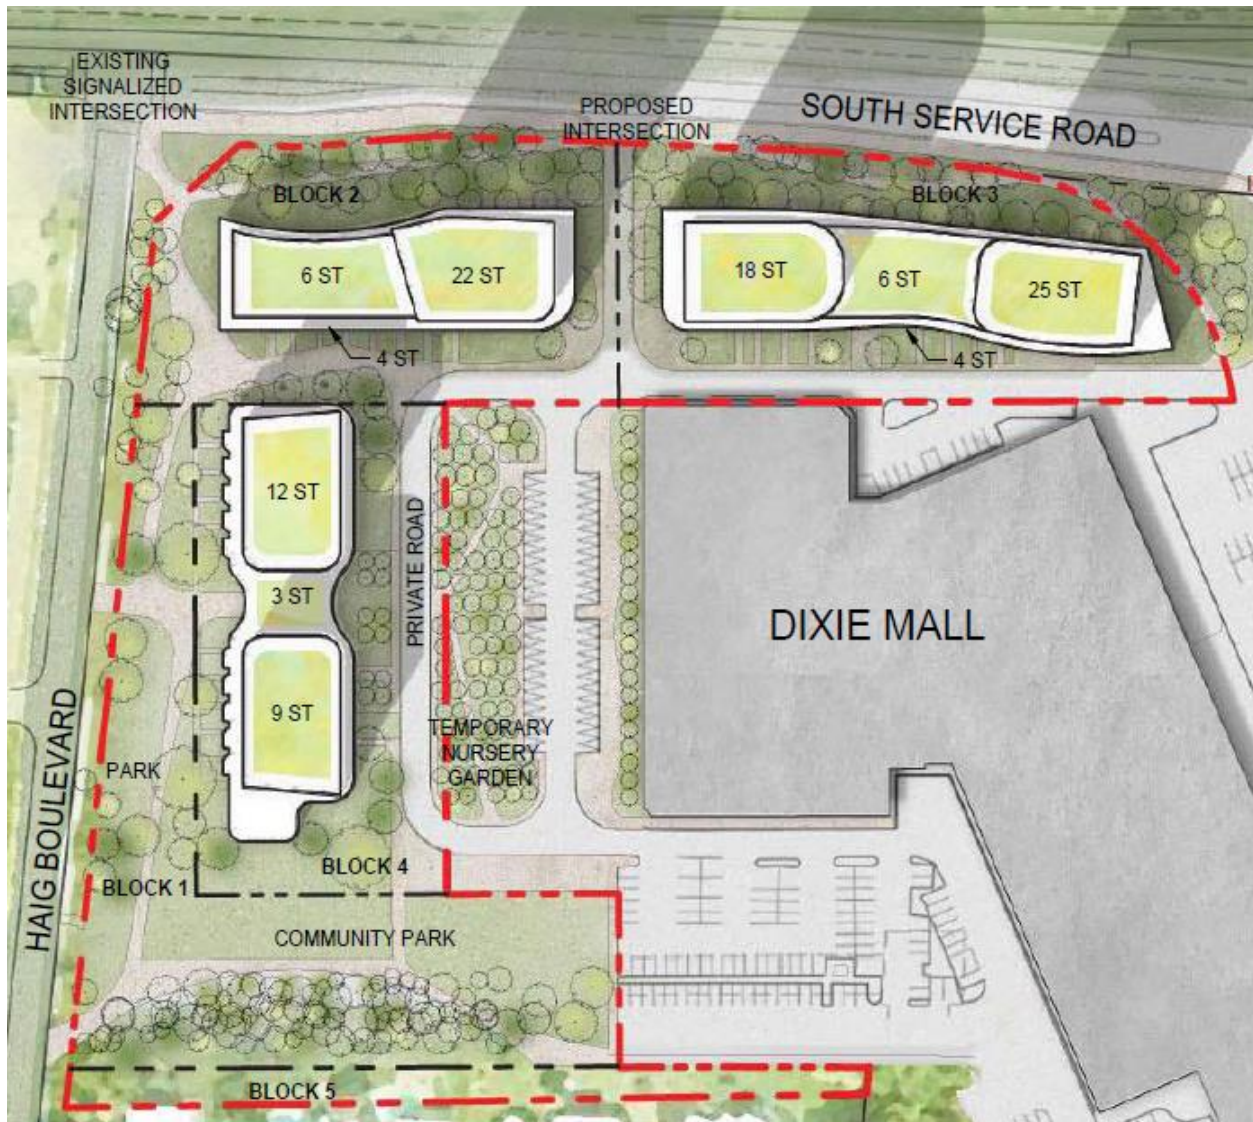 EXISTING
SIGNALIZED
INTERSECTION
PROPOSED
INTERSECTION
SOUTH SERVICE ROAD
BLOCK 2
BLOCK 3
6 ST
22 ST
18 ST
6 ST
25 ST
4 ST
4 ST
12 ST
3 ST
9 ST
PRIVATE ROAD
DIXIE MALL
TEMPORARY
NURSERY
GARDEN
HAIG BOULEVARD
PARK
BLOCK 4
BLOCK 1
COMMUNITY PARK
BLOCK 5